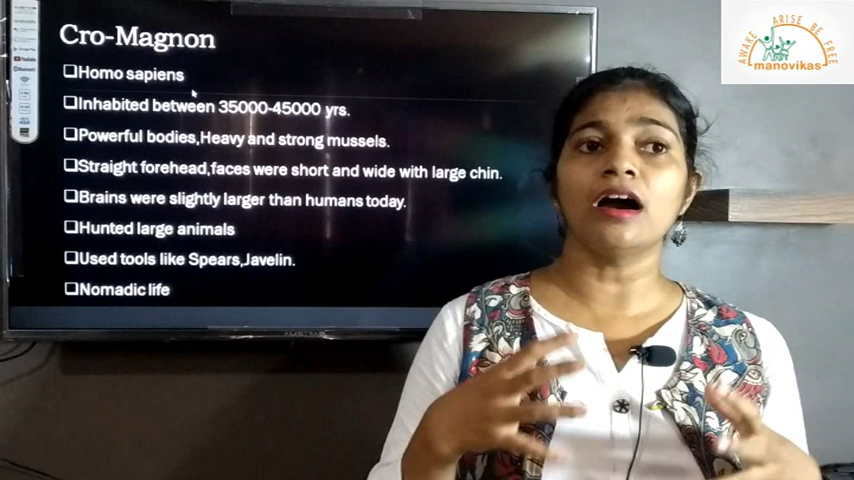 Cro-Magnon
❑Homo sapiens
❑Inhabited between 35000-45000 yrs.
❑Powerful bodies,Heavy and strong mussels.
❑Straight forehead,faces were short and wide with large chin.
❑Brains were slightly larger than humans today.
❑Hunted large animals
❑Used tools like Spears,Javelin.
❑Nomadic life
AWAKE ARISE BE FREE
manovikas
YouTube